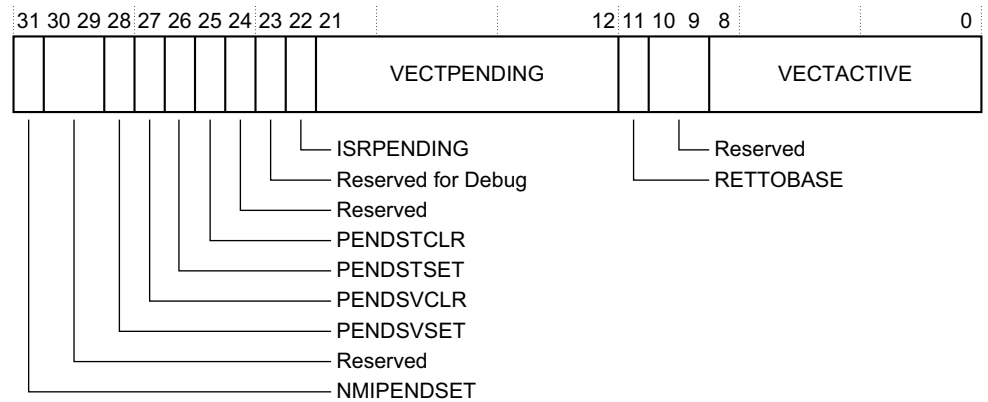 31 30 29 28 27 26 25 24 23 22 21 12 11 10 9 8 0
VECTPENDING VECTACTIVE
ISRPENDING Reserved
Reserved for Debug RETTOBASE
Reserved
PENDSTCLR
PENDSTSET
PENDSVCLR
PENDSVSET
Reserved
NMIPENDSET